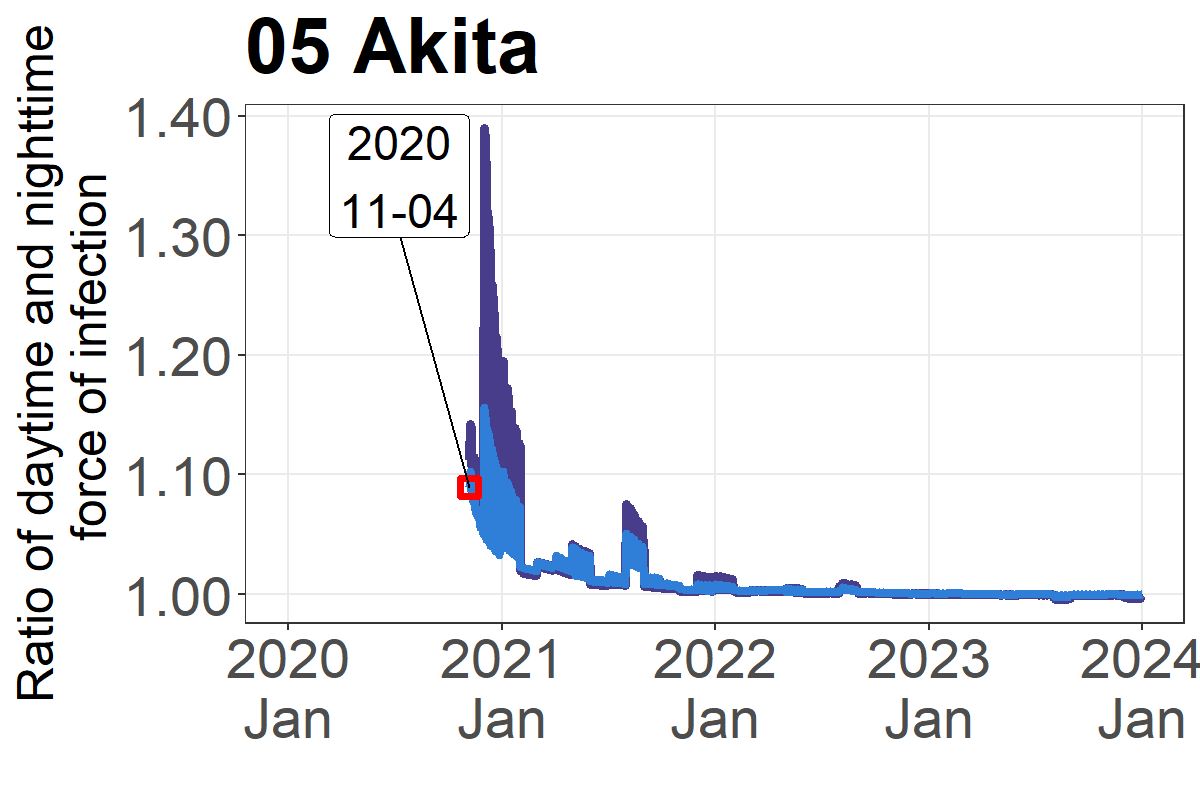 05 Akita
Ratio of daytime and nighttime
force of infection
1.40
1.30
1.20
1.10
1.00
2020
11-04
2020
Jan
2021
Jan
2022
Jan
2023
Jan
2024
Jan